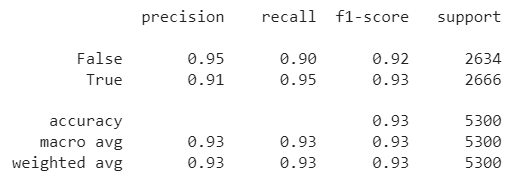 precision recall f1-score support
False 0.95 0.90 0.92 2634
True 0.91 0.95 0.93 2666
accuracy 0.93 5300
macro avg 0.93 0.93 0.93 5300
weighted avg 0.93 0.93 0.93 5300